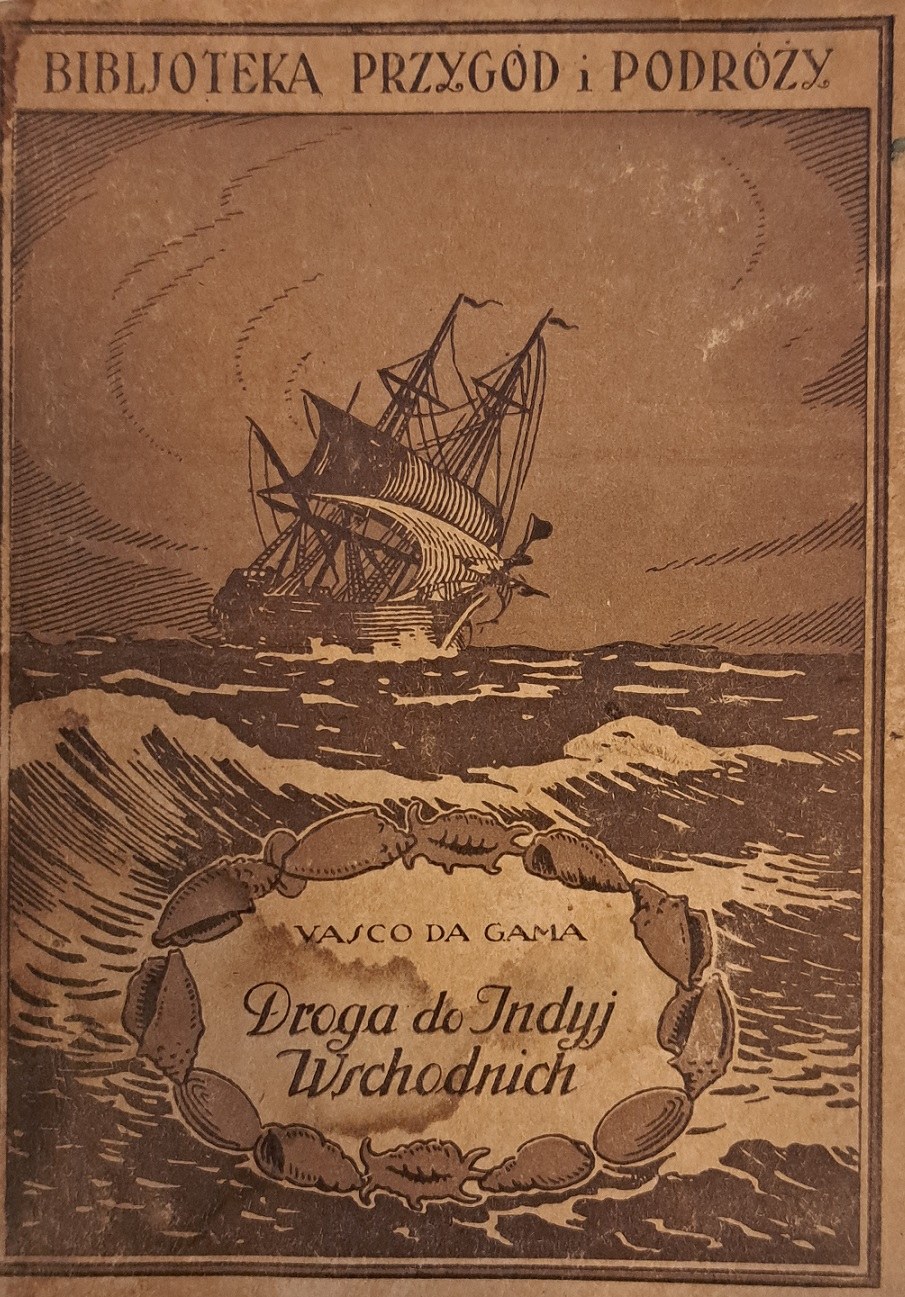 BIBLJOTEKA PRZYGÓD i PODRÓŻY
VASCO DA GAMA
Droga do Indyj
Wschodnich